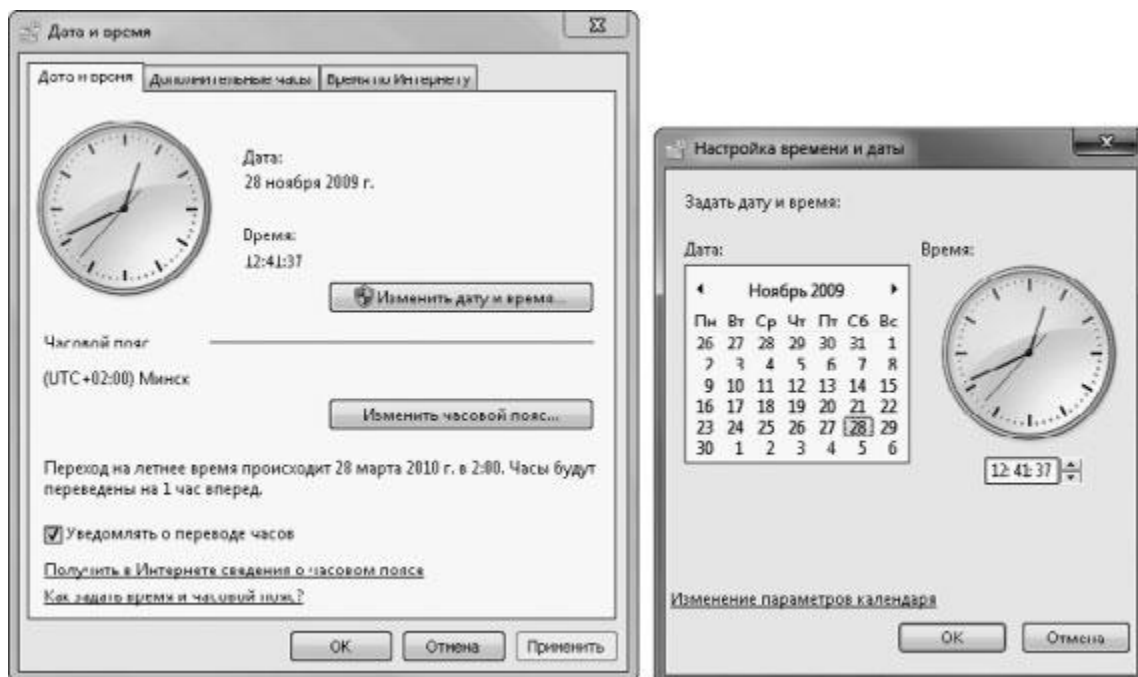 Дата и время
Дата и время Дополнительные часы Время по Интернету
Дата:
28 ноября 2009 г.
Время:
12:41:37
Изменить дату и время...
Часовой пояс
(UTC+02:00) Минск
Изменить часовой пояс...
Переход на летнее время происходит 28 марта 2010 г. в 2:00. Часы будут
переведены на 1 час вперед.
Уведомлять о переводе часов
Получить в Интернете сведения о часовом поясе
Как задать время и часовой пояс?
ОК Отмена Применить
Настройка времени и даты
Задать дату и время:
Дата: Время:
Ноябрь 2009
Пн Вт Ср Чт Пт Сб Вс
26 27 28 29 30 31 1
2 3 4 5 6 7 8
9 10 11 12 13 14 15
16 17 18 19 20 21 22
23 24 25 26 27 28 29
30 1 2 3 4 5 6
12:41:37
Изменение параметров календаря
ОК Отмена